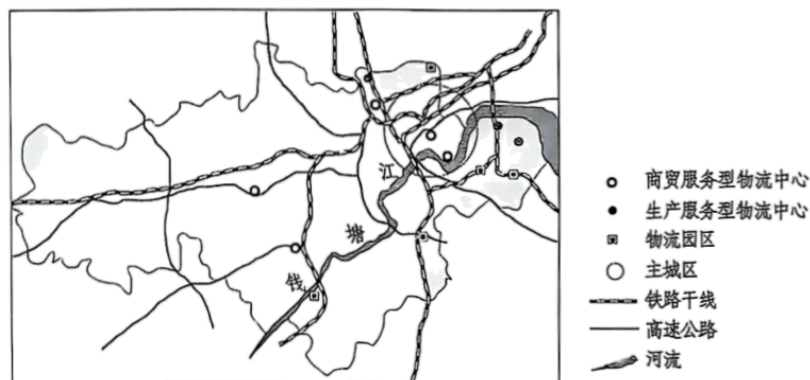 江
塘
钱
商贸服务型物流中心
生产服务型物流中心
物流园区
主城区
铁路干线
高速公路
河流